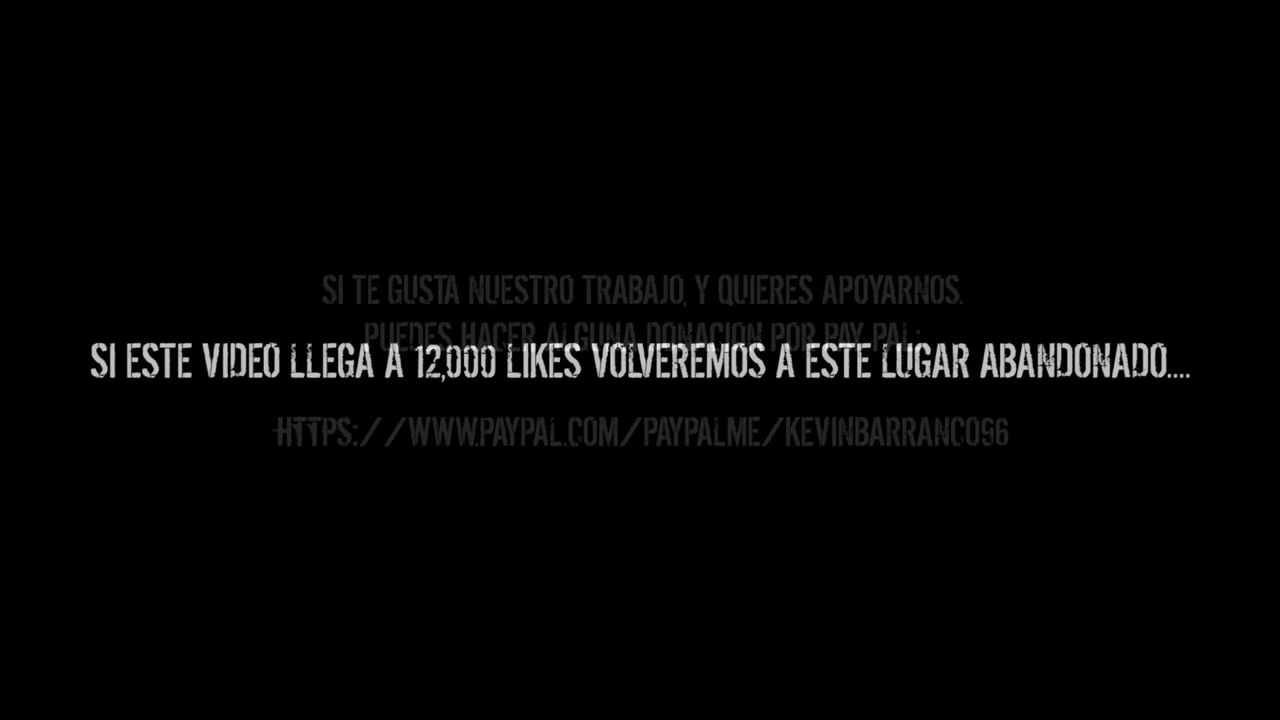 SI TE GUSTA NUESTRO TRABAJO, Y QUIERES APOYARNOS.
PUEDES HACER ALGUNA DONACION POR PAY PAL:
SI ESTE VIDEO LLEGA A 12,000 LIKES VOLVEREMOS A ESTE LUGAR ABANDONADO....
HTTPS://WWW.PAYPAL.COM/PAYPALME/KEVINBARRANCO96